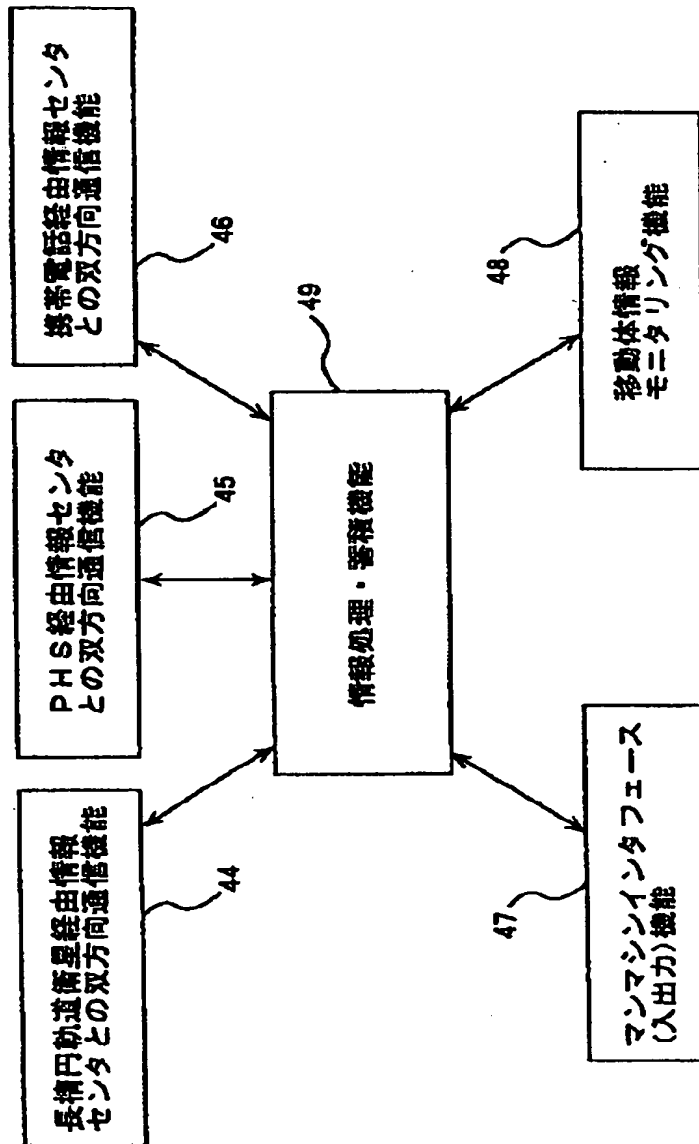 長楕円軌道衛星経由情報
センタとの双方向通信機能
44
PHS経由情報センタ
との双方向通信機能
45
携帯電話経由情報センタ
との双方向通信機能
46
情報処理・蓄積機能
49
マンマシンインタフェース
(入出力)機能
47
移動体情報
モニタリング機能
48